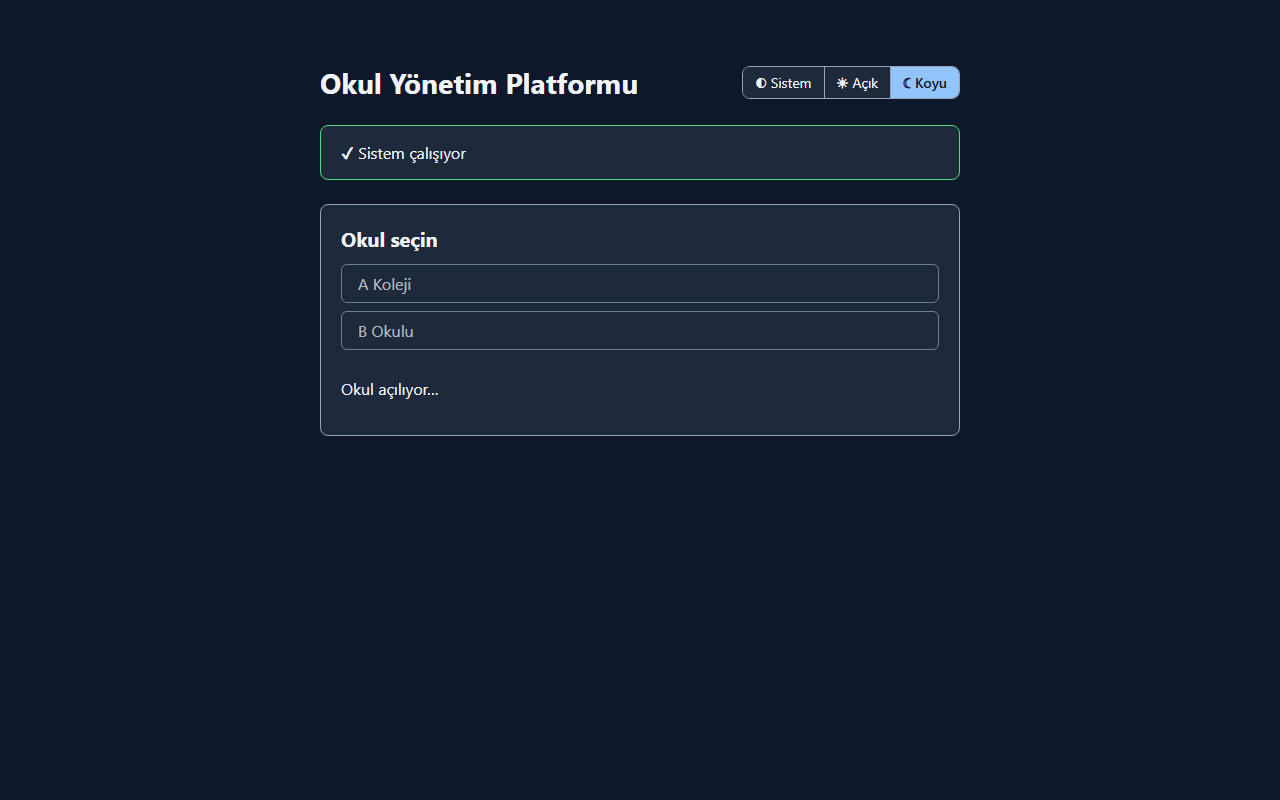 Okul Yönetim Platformu
◐ Sistem
☀ Açık
☾ Koyu
✓ Sistem çalışıyor
Okul seçin
A Koleji
B Okulu
Okul açılıyor...